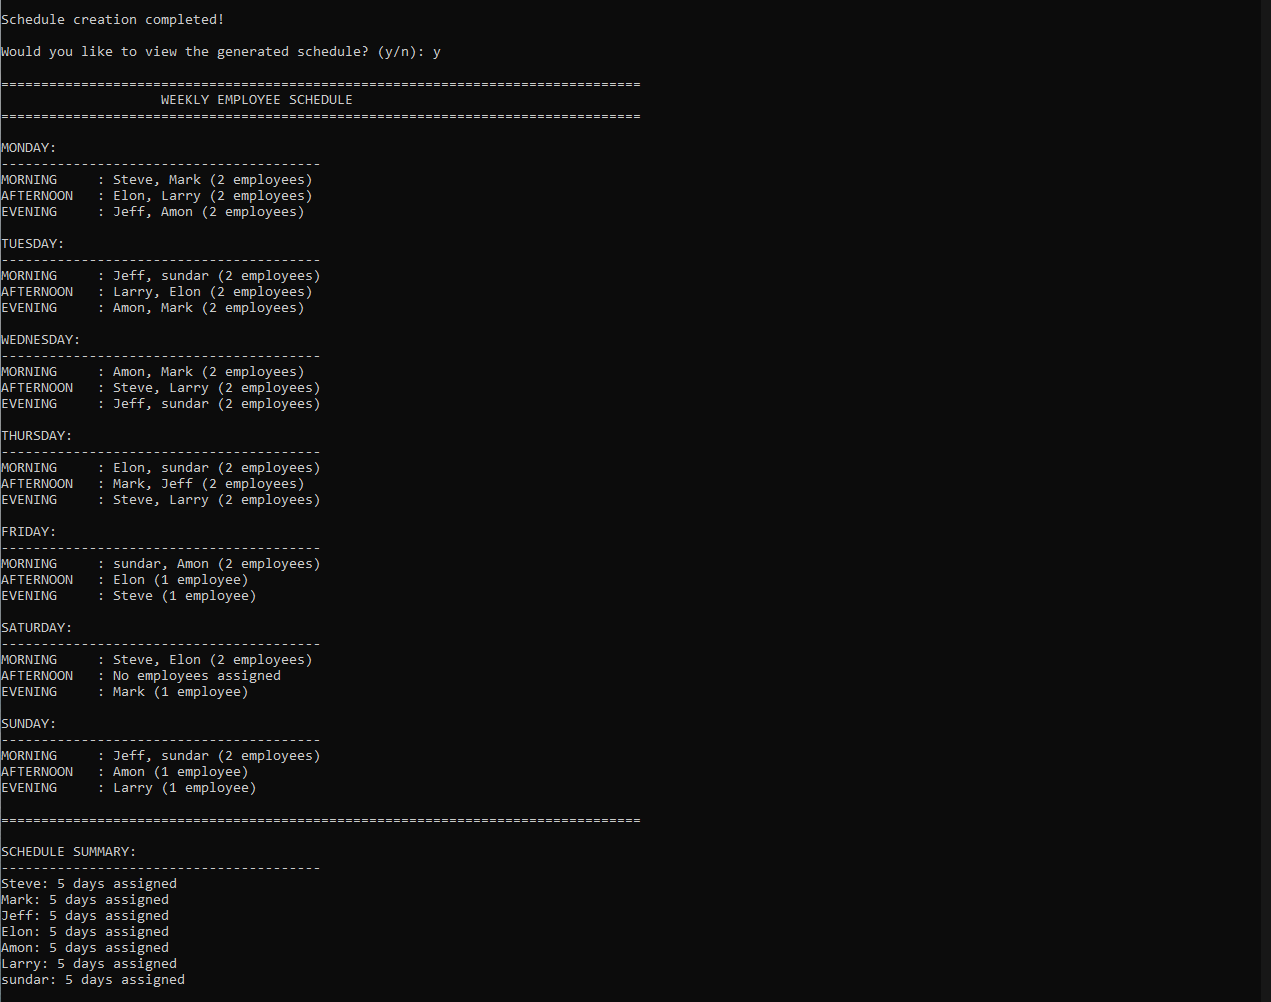 Schedule creation completed!
Would you like to view the generated schedule? (y/n): y
================================================================================
                    WEEKLY EMPLOYEE SCHEDULE
================================================================================
MONDAY:
----------------------------------------
MORNING     : Steve, Mark (2 employees)
AFTERNOON   : Elon, Larry (2 employees)
EVENING     : Jeff, Amon (2 employees)
TUESDAY:
----------------------------------------
MORNING     : Jeff, sundar (2 employees)
AFTERNOON   : Larry, Elon (2 employees)
EVENING     : Amon, Mark (2 employees)
WEDNESDAY:
----------------------------------------
MORNING     : Amon, Mark (2 employees)
AFTERNOON   : Steve, Larry (2 employees)
EVENING     : Jeff, sundar (2 employees)
THURSDAY:
----------------------------------------
MORNING     : Elon, sundar (2 employees)
AFTERNOON   : Mark, Jeff (2 employees)
EVENING     : Steve, Larry (2 employees)
FRIDAY:
----------------------------------------
MORNING     : sundar, Amon (2 employees)
AFTERNOON   : Elon (1 employee)
EVENING     : Steve (1 employee)
SATURDAY:
----------------------------------------
MORNING     : Steve, Elon (2 employees)
AFTERNOON   : No employees assigned
EVENING     : Mark (1 employee)
SUNDAY:
----------------------------------------
MORNING     : Jeff, sundar (2 employees)
AFTERNOON   : Amon (1 employee)
EVENING     : Larry (1 employee)
================================================================================
SCHEDULE SUMMARY:
----------------------------------------
Steve: 5 days assigned
Mark: 5 days assigned
Jeff: 5 days assigned
Elon: 5 days assigned
Amon: 5 days assigned
Larry: 5 days assigned
sundar: 5 days assigned